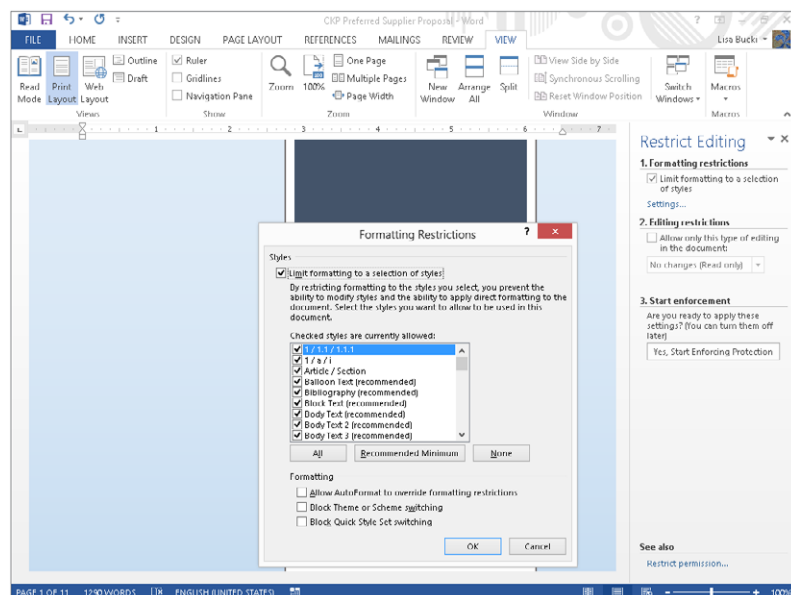 CKP Preferred Supplier Proposal - Word
FILE HOME INSERT DESIGN PAGE LAYOUT REFERENCES MAILINGS REVIEW VIEW Lisa Bucki
Read Mode
Print Layout
Web Layout
Outline
Draft
Views
Ruler
Gridlines
Navigation Pane
Show
Zoom
100%
One Page
Multiple Pages
Page Width
Zoom
New Window
Arrange All
Split
View Side by Side
Synchronous Scrolling
Reset Window Position
Window
Switch Windows
Macros
Macros
1 2 3 4 5 6 7
Restrict Editing
1. Formatting restrictions
Limit formatting to a selection
of styles
Settings...
2. Editing restrictions
Allow only this type of editing
in the document:
No changes (Read only)
3. Start enforcement
Are you ready to apply these
settings? (You can turn them off
later)
Yes, Start Enforcing Protection
See also
Restrict permission...
Formatting Restrictions ?
Styles
Limit formatting to a selection of styles
By restricting formatting to the styles you select, you prevent the
ability to modify styles and the ability to apply direct formatting to the
document. Select the styles you want to allow to be used in this
document.
Checked styles are currently allowed:
1 / 1.1 / 1.1.1
1 / a / i
Article / Section
Balloon Text (recommended)
Bibliography (recommended)
Block Text (recommended)
Body Text (recommended)
Body Text 2 (recommended)
Body Text 3 (recommended)
All Recommended Minimum None
Formatting
Allow AutoFormat to override formatting restrictions
Block Theme or Scheme switching
Block Quick Style Set switching
OK Cancel
PAGE 1 OF 11 1290 WORDS ENGLISH (UNITED STATES) 100%